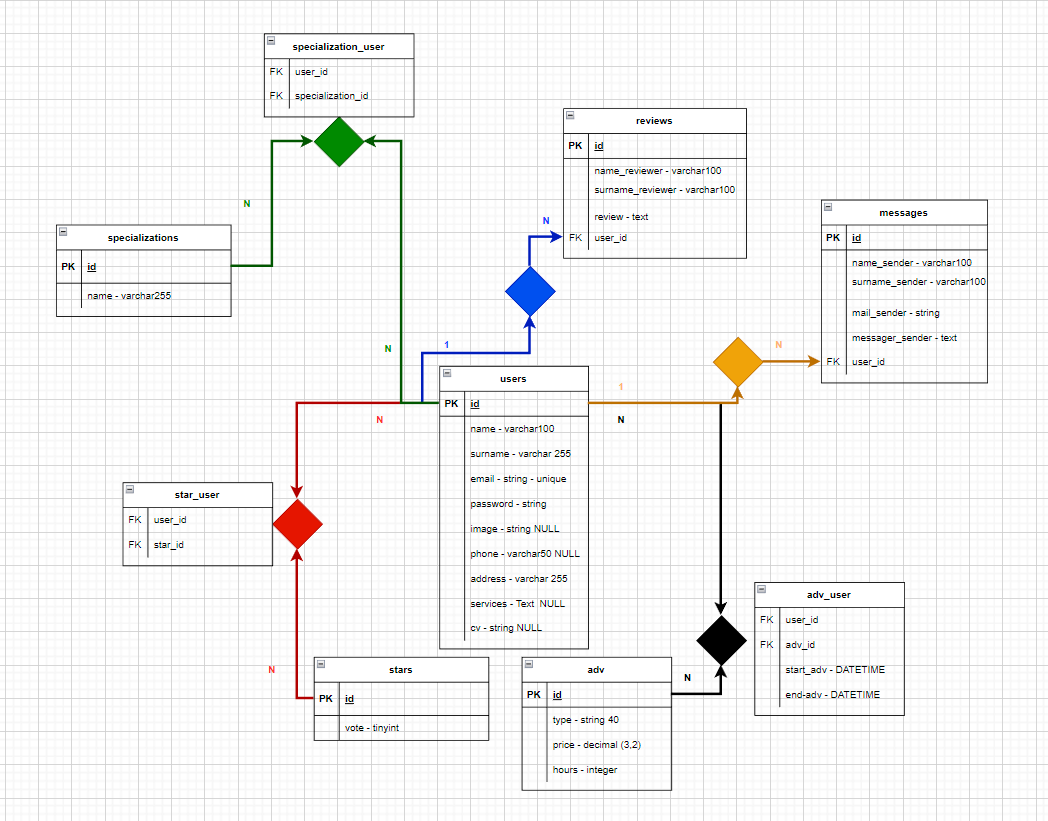 specialization_user
FK user_id
FK specialization_id
reviews
PK id
name_reviewer - varchar100
surname_reviewer - varchar100
review - text
FK user_id
N
messages
PK id
name_sender - varchar100
surname_sender - varchar100
mail_sender - string
messager_sender - text
FK user_id
N
N
specializations
PK id
name - varchar255
N
1
1
N
N
users
PK id
name - varchar100
surname - varchar 255
email - string - unique
password - string
image - string NULL
phone - varchar50 NULL
address - varchar 255
services - Text NULL
cv - string NULL
star_user
FK user_id
FK star_id
N
stars
PK id
vote - tinyint
adv
PK id
type - string 40
price - decimal (3,2)
hours - integer
N
adv_user
FK user_id
FK adv_id
start_adv - DATETIME
end-adv - DATETIME